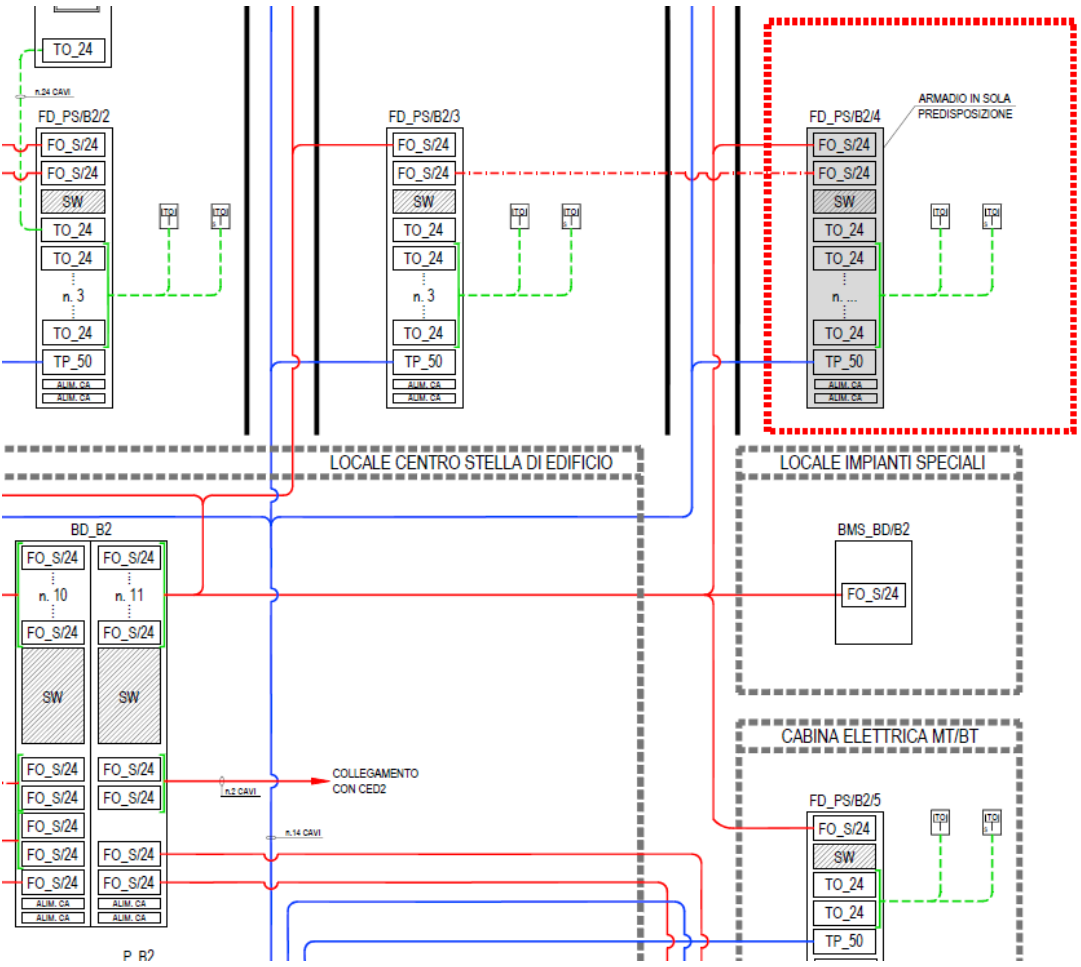 TO_24
n.24 CAVI
FD_PS/B2/2
FO_S/24
FO_S/24
SW
TO_24
TO_24
n. 3
TO_24
TP_50
ALIM. CA
ALIM. CA
FD_PS/B2/3
FO_S/24
FO_S/24
SW
TO_24
TO_24
n. 3
TO_24
TP_50
ALIM. CA
ALIM. CA
FD_PS/B2/4
ARMADIO IN SOLA
PREDISPOSIZIONE
FO_S/24
FO_S/24
SW
TO_24
TO_24
n. ...
TO_24
TP_50
ALIM. CA
ALIM. CA
LOCALE CENTRO STELLA DI EDIFICIO
LOCALE IMPIANTI SPECIALI
BD_B2
FO_S/24
FO_S/24
n. 10
n. 11
FO_S/24
FO_S/24
SW
SW
FO_S/24
FO_S/24
FO_S/24
FO_S/24
FO_S/24
FO_S/24
FO_S/24
FO_S/24
FO_S/24
ALIM. CA
ALIM. CA
ALIM. CA
ALIM. CA
n.2 CAVI
COLLEGAMENTO
CON CED2
n.14 CAVI
P_B2
BMS_BD/B2
FO_S/24
CABINA ELETTRICA MT/BT
FD_PS/B2/5
FO_S/24
SW
TO_24
TO_24
TP_50